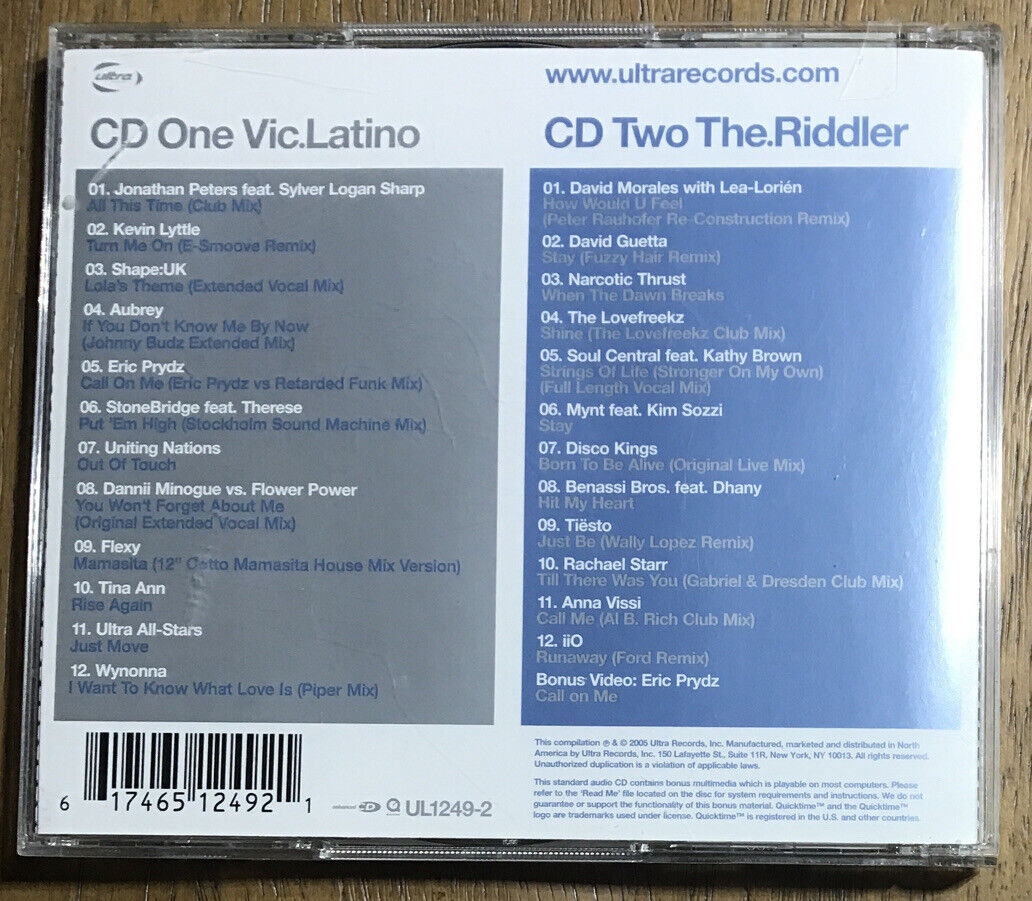 ultra
www.ultrarecords.com
CD One Vic.Latino
01. Jonathan Peters feat. Sylver Logan Sharp
All This Time (Club Mix)
02. Kevin Lyttle
Turn Me On (E-Smoove Remix)
03. Shape:UK
Lola's Theme (Extended Vocal Mix)
04. Aubrey
If You Don't Know Me By Now
(Johnny Budz Extended Mix)
05. Eric Prydz
Call On Me (Eric Prydz vs Retarded Funk Mix)
06. StoneBridge feat. Therese
Put 'Em High (Stockholm Sound Machine Mix)
07. Uniting Nations
Out Of Touch
08. Dannii Minogue vs. Flower Power
You Won't Forget About Me
(Original Extended Vocal Mix)
09. Flexy
Mamasita (12" Getto Mamasita House Mix Version)
10. Tina Ann
Rise Again
11. Ultra All-Stars
Just Move
12. Wynonna
I Want To Know What Love Is (Piper Mix)
CD Two The.Riddler
01. David Morales with Lea-Lorién
How Would U Feel
(Peter Rauhofer Re-Construction Remix)
02. David Guetta
Stay (Fuzzy Hair Remix)
03. Narcotic Thrust
When The Dawn Breaks
04. The Lovefreekz
Shine (The Lovefreekz Club Mix)
05. Soul Central feat. Kathy Brown
Strings Of Life (Stronger On My Own)
(Full Length Vocal Mix)
06. Mynt feat. Kim Sozzi
Stay
07. Disco Kings
Born To Be Alive (Original Live Mix)
08. Benassi Bros. feat. Dhany
Hit My Heart
09. Tiësto
Just Be (Wally Lopez Remix)
10. Rachael Starr
Till There Was You (Gabriel & Dresden Club Mix)
11. Anna Vissi
Call Me (Al B. Rich Club Mix)
12. iiO
Runaway (Ford Remix)
Bonus Video: Eric Prydz
Call on Me
6 17465 12492 1
enhanced CD UL1249-2
This compilation ℗ & © 2005 Ultra Records, Inc. Manufactured, marketed and distributed in North
America by Ultra Records, Inc. 150 Lafayette St., Suite 11R, New York, NY 10013. All rights reserved.
Unauthorized duplication is a violation of applicable laws.
This standard audio CD contains bonus multimedia which is playable on most computers. Please
refer to the 'Read Me' file located on the disc for system requirements and instructions. We do not
guarantee or support the functionality of this bonus material. Quicktime™ and the Quicktime™
logo are trademarks used under license. Quicktime™ is registered in the U.S. and other countries.